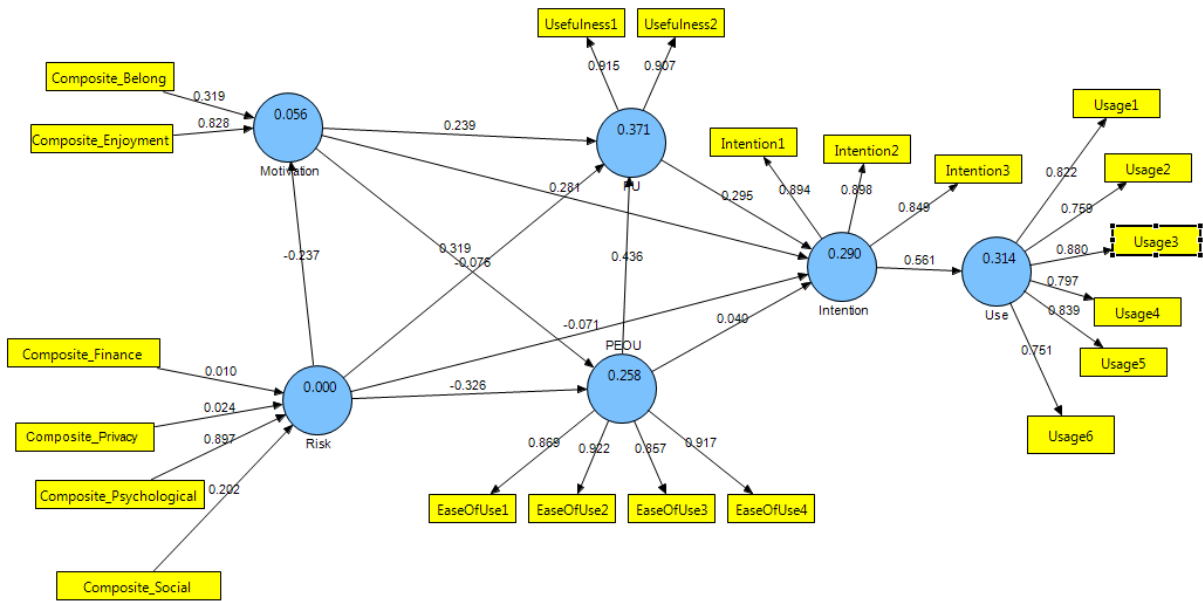 Usefulness1
Usefulness2
0.915
0.907
Composite_Belong
0.319
Composite_Enjoyment
0.828
0.056
Motivation
0.239
0.371
PU
0.281
0.295
Intention1
Intention2
Intention3
0.894
0.898
0.849
Usage1
0.822
Usage2
0.759
Usage3
0.880
0.797
Usage4
0.839
Usage5
0.751
Usage6
0.290
Intention
0.561
0.314
Use
-0.237
0.319
-0.076
0.436
-0.071
0.040
PEOU
0.258
-0.326
Composite_Finance
0.010
0.000
Risk
0.024
Composite_Privacy
0.897
Composite_Psychological
0.202
Composite_Social
0.869
0.922
0.857
0.917
EaseOfUse1
EaseOfUse2
EaseOfUse3
EaseOfUse4